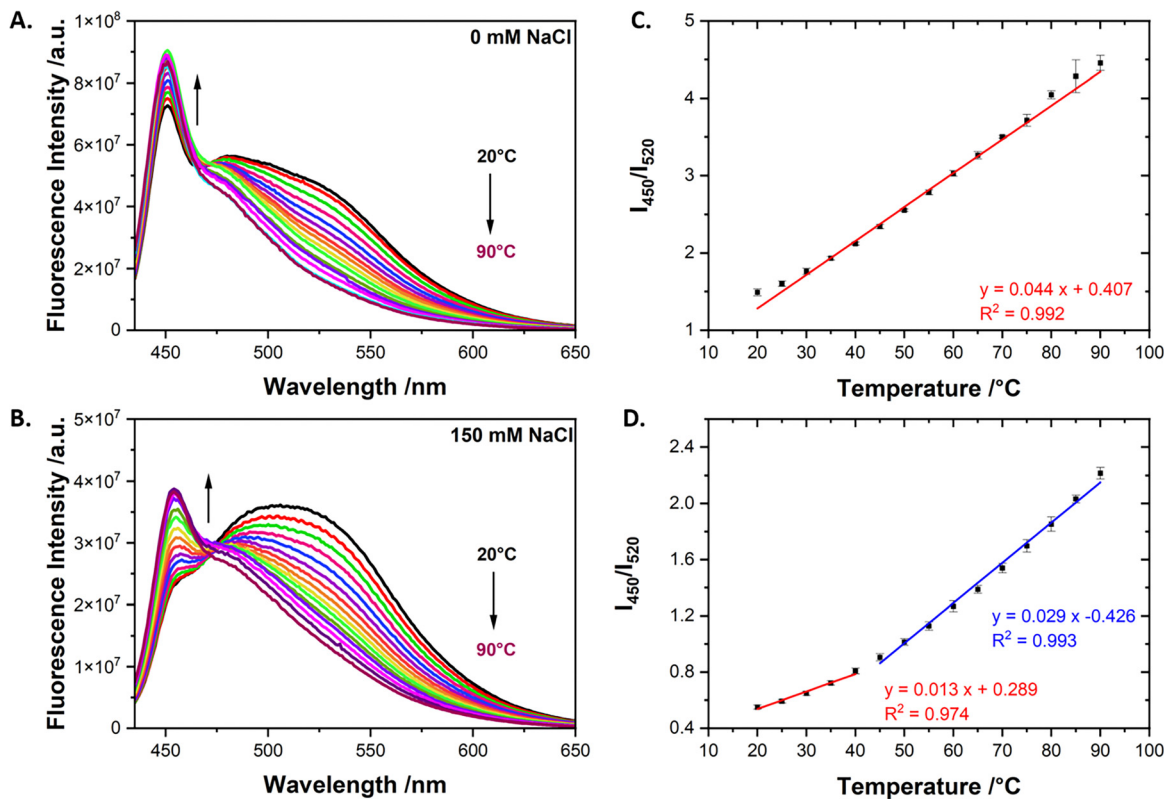 A.
0 mM NaCl
Fluorescence Intensity /a.u.
1×10⁸
8×10⁷
6×10⁷
4×10⁷
2×10⁷
0
20°C
90°C
450 500 550 600 650
Wavelength /nm
C.
I₄₅₀/I₅₂₀
5
4
3
2
1
y = 0.044 x + 0.407
R² = 0.992
10 20 30 40 50 60 70 80 90 100
Temperature /°C
B.
150 mM NaCl
Fluorescence Intensity /a.u.
5×10⁷
4×10⁷
3×10⁷
2×10⁷
1×10⁷
0
20°C
90°C
450 500 550 600 650
Wavelength /nm
D.
I₄₅₀/I₅₂₀
2.4
2.0
1.6
1.2
0.8
0.4
y = 0.029 x -0.426
R² = 0.993
y = 0.013 x + 0.289
R² = 0.974
10 20 30 40 50 60 70 80 90 100
Temperature /°C